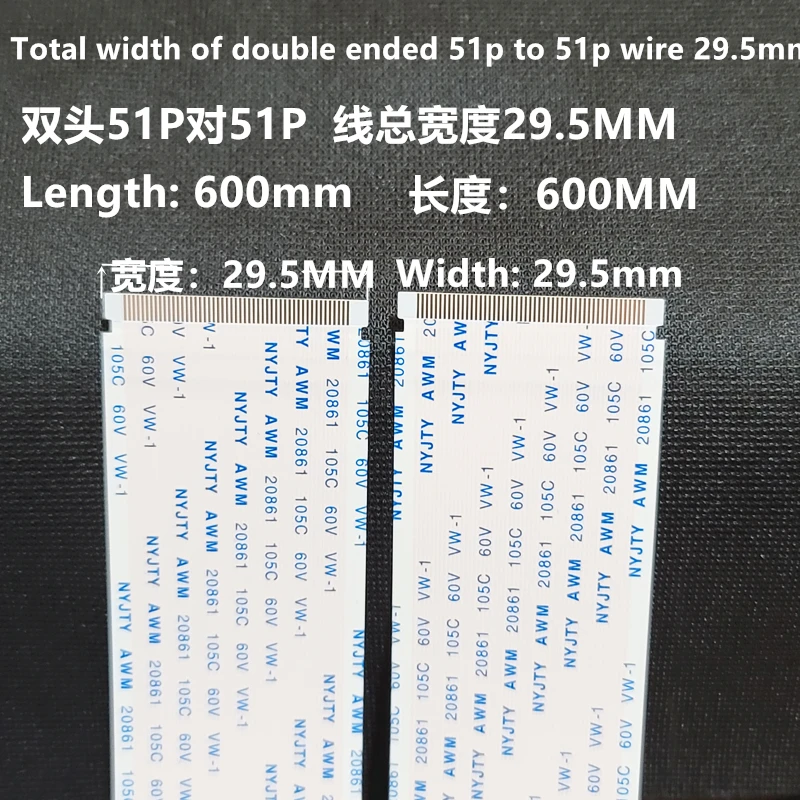 Total width of double ended 51p to 51p wire 29.5mm
双头51P对51P 线总宽度29.5MM
Length: 600mm 长度：600MM
宽度：29.5MM Width: 29.5mm
NYJTY AWM 20861 105C 60V VW-1
NYJTY AWM 20861 105C 60V VW-1
NYJTY AWM 20861 105C 60V VW-1
NYJTY AWM 20861 105C 60V VW-1
NYJTY AWM 20861 105C 60V VW-1
NYJTY AWM 20861 105C 60V VW-1
NYJTY AWM 20861 105C 60V VW-1
NYJTY AWM 20861 105C 60V VW-1